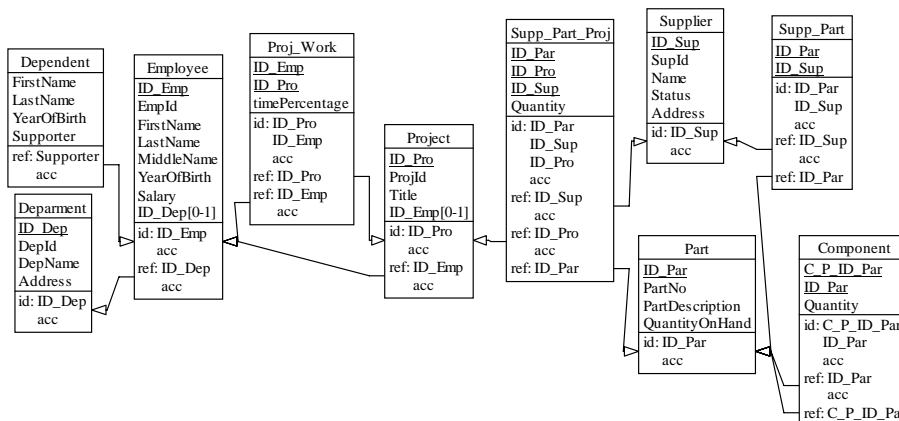 Dependent
FirstName
LastName
YearOfBirth
Supporter
ref: Supporter
acc
Deparment
ID_Dep
DepId
DepName
Address
id: ID_Dep
acc
Employee
ID_Emp
EmpId
FirstName
LastName
MiddleName
YearOfBirth
Salary
ID_Dep[0-1]
id: ID_Emp
acc
ref: ID_Dep
acc
Proj_Work
ID_Emp
ID_Pro
timePercentage
id: ID_Pro
ID_Emp
acc
ref: ID_Pro
ref: ID_Emp
acc
Project
ID_Pro
ProjId
Title
ID_Emp[0-1]
id: ID_Pro
acc
ref: ID_Emp
acc
Supp_Part_Proj
ID_Par
ID_Pro
ID_Sup
Quantity
id: ID_Par
ID_Sup
ID_Pro
acc
ref: ID_Sup
acc
ref: ID_Pro
acc
ref: ID_Par
Supplier
ID_Sup
SupId
Name
Status
Address
id: ID_Sup
acc
Supp_Part
ID_Par
ID_Sup
id: ID_Par
ID_Sup
acc
ref: ID_Sup
acc
ref: ID_Par
Part
ID_Par
PartNo
PartDescription
QuantityOnHand
id: ID_Par
acc
Component
C_P_ID_Par
ID_Par
Quantity
id: C_P_ID_Par
ID_Par
acc
ref: ID_Par
acc
ref: C_P_ID_Pa